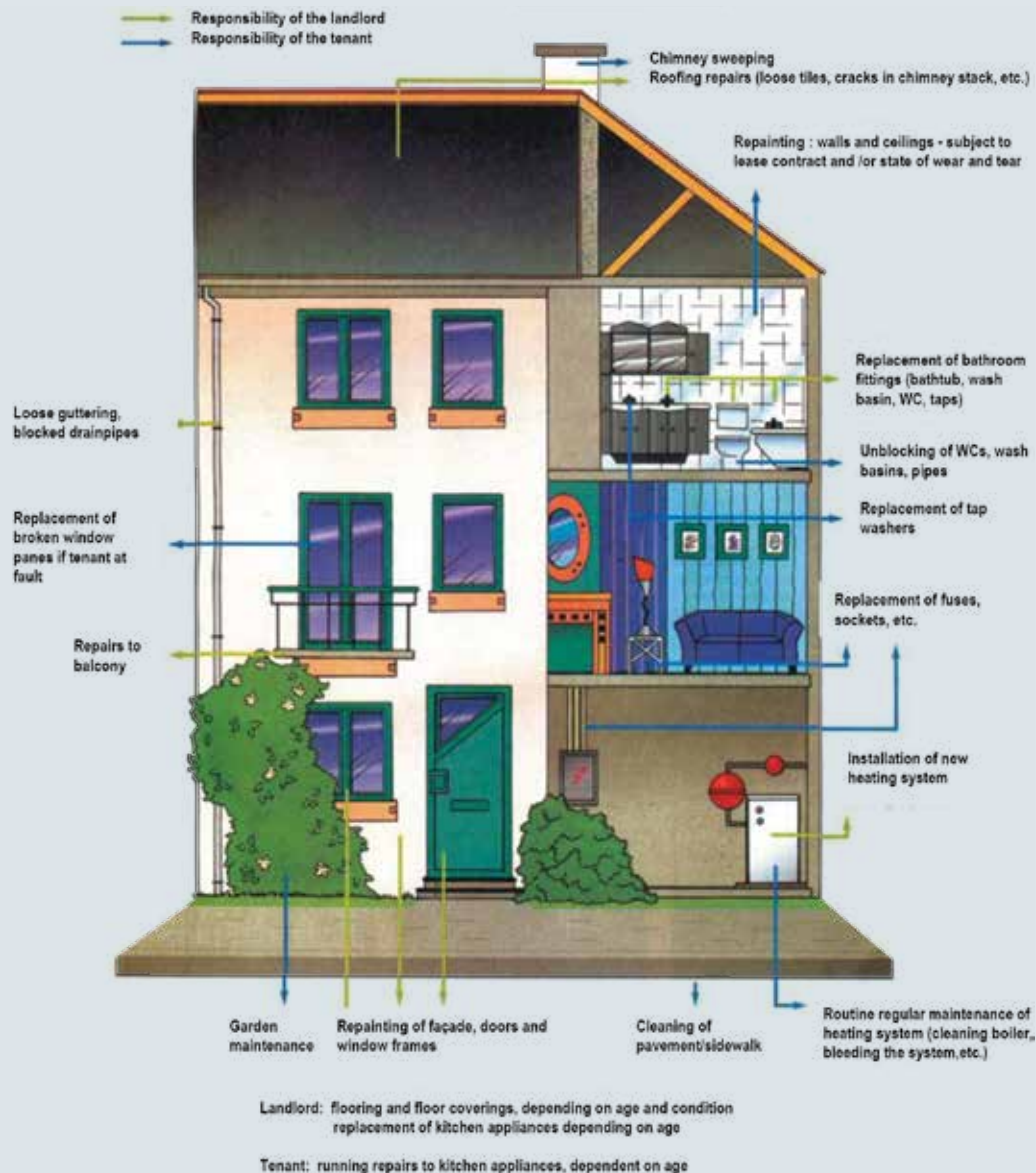 Responsibility of the landlord
Responsibility of the tenant
Chimney sweeping
Roofing repairs (loose tiles, cracks in chimney stack, etc.)
Repainting : walls and ceilings - subject to
lease contract and /or state of wear and tear
Replacement of bathroom
fittings (bathtub, wash
basin, WC, taps)
Loose guttering,
blocked drainpipes
Unblocking of WCs, wash
basins, pipes
Replacement of tap
washers
Replacement of
broken window
panes if tenant at
fault
Replacement of fuses,
sockets, etc.
Repairs to
balcony
Installation of new
heating system
Garden
maintenance
Repainting of façade, doors and
window frames
Cleaning of
pavement/sidewalk
Routine regular maintenance of
heating system (cleaning boiler,,
bleeding the system,etc.)
Landlord: flooring and floor coverings, depending on age and condition
replacement of kitchen appliances depending on age
Tenant: running repairs to kitchen appliances, dependent on age